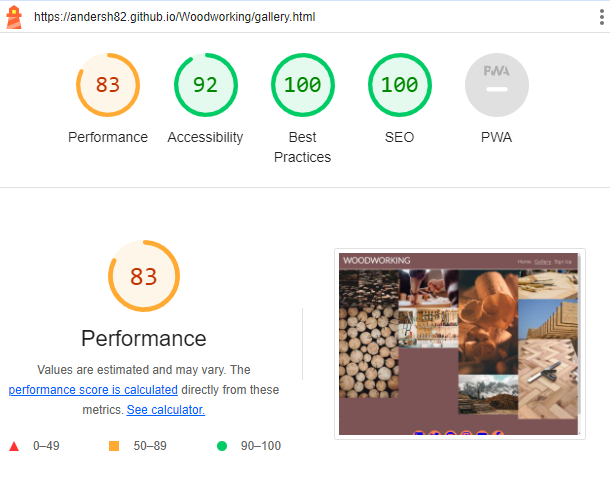 https://andersh82.github.io/Woodworking/gallery.html
83
92
100
100
PWA
Performance
Accessibility
Best
Practices
SEO
PWA
83
Performance
Values are estimated and may vary. The
performance score is calculated directly from these
metrics. See calculator.
0–49
50–89
90–100
WOODWORKING
Home Gallery Sign Up